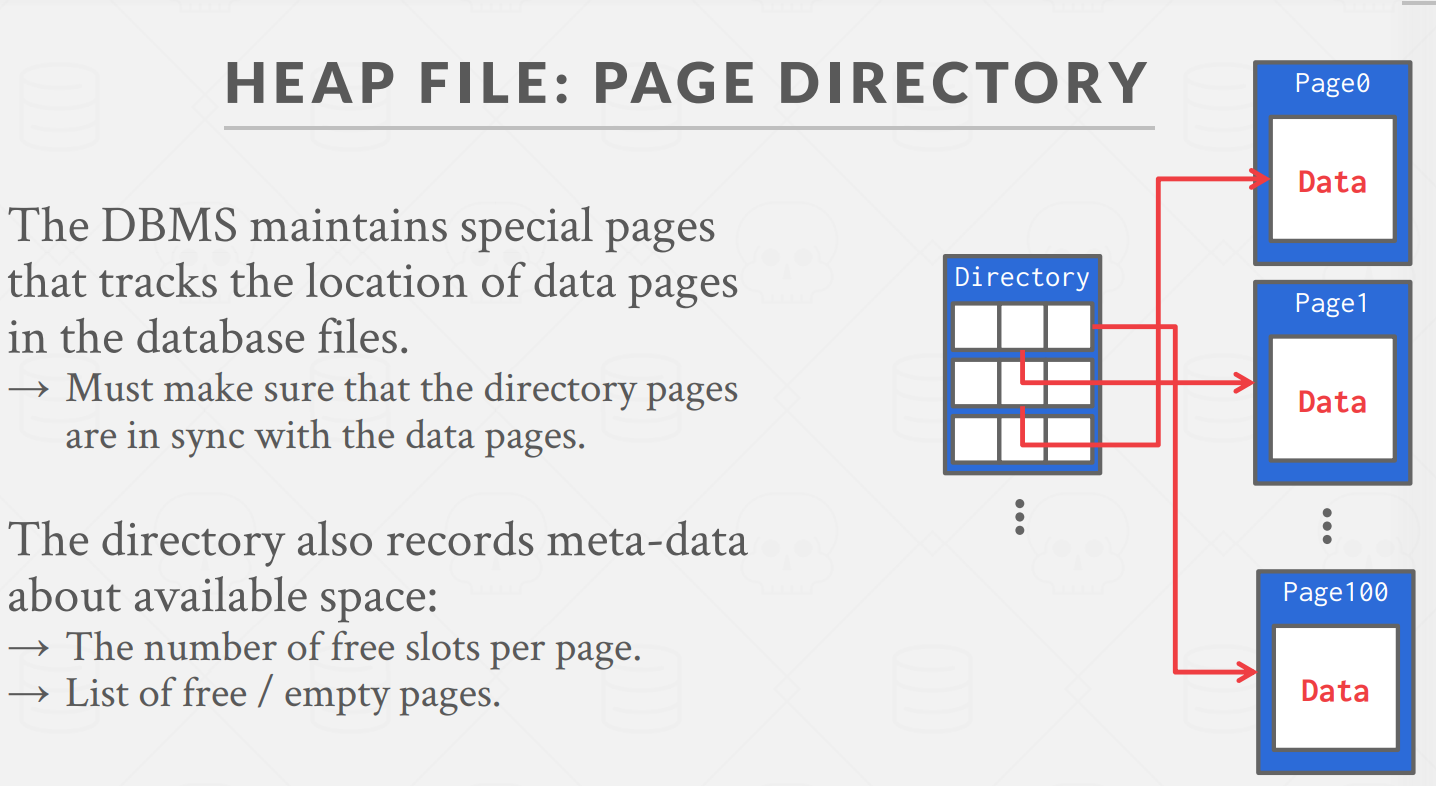 HEAP FILE: PAGE DIRECTORY
The DBMS maintains special pages
that tracks the location of data pages
in the database files.
→ Must make sure that the directory pages
are in sync with the data pages.
The directory also records meta-data
about available space:
→ The number of free slots per page.
→ List of free / empty pages.
Directory
Page0
Data
Page1
Data
Page100
Data